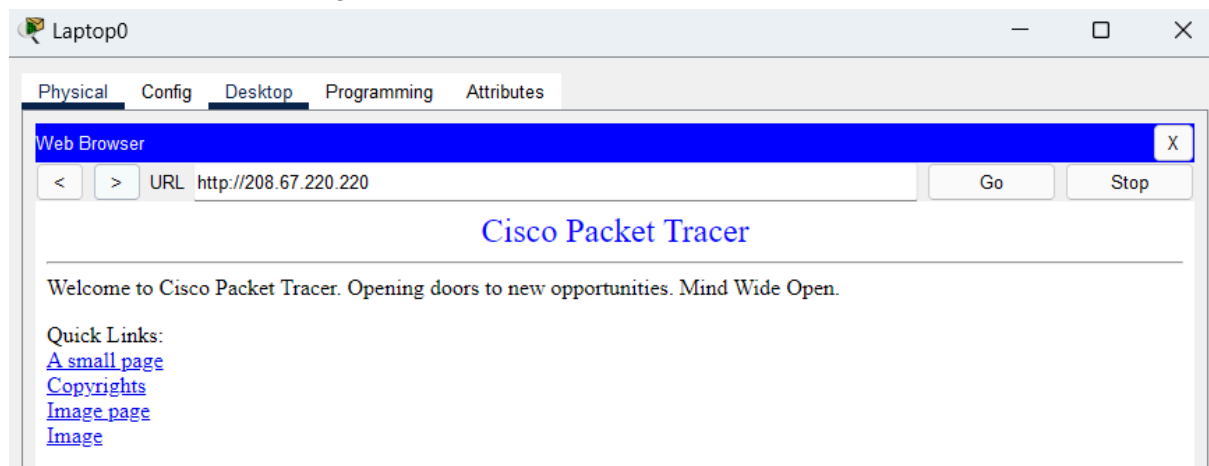 Laptop0
Physical Config Desktop Programming Attributes
Web Browser X
< > URL http://208.67.220.220 Go Stop
Cisco Packet Tracer
Welcome to Cisco Packet Tracer. Opening doors to new opportunities. Mind Wide Open.
Quick Links:
A small page
Copyrights
Image page
Image